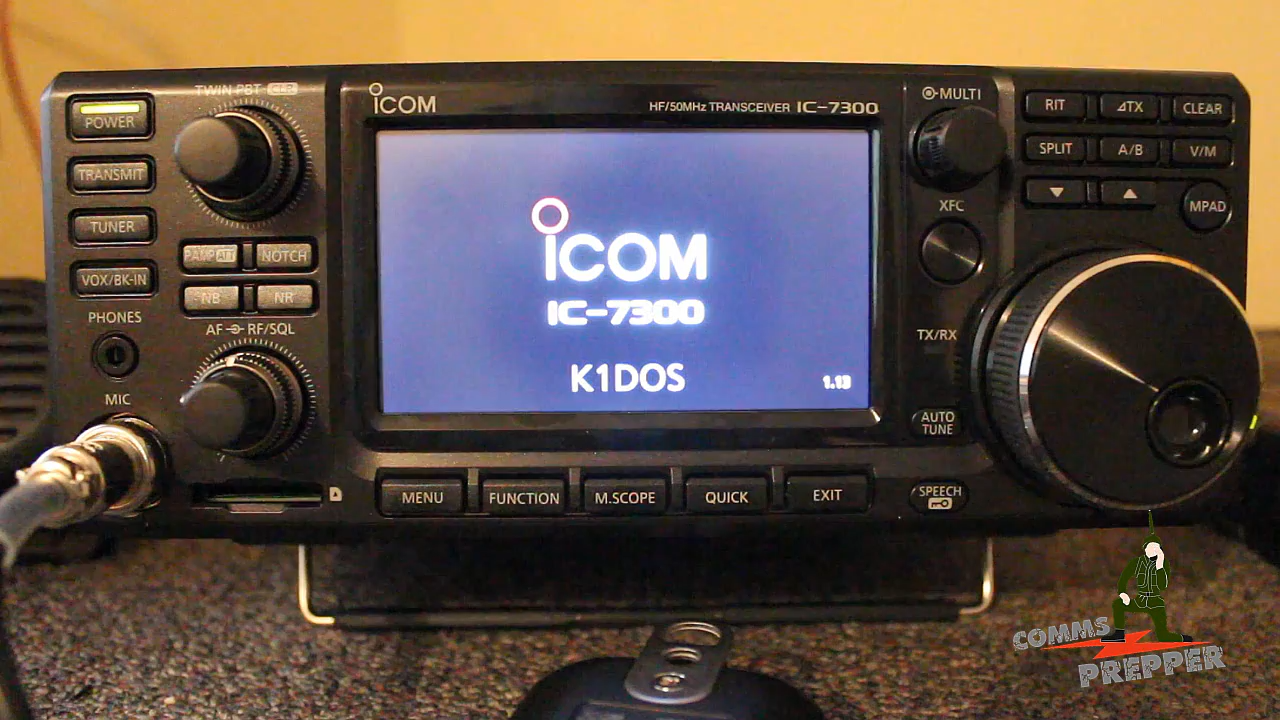 TWIN PBT CLR
POWER
TRANSMIT
TUNER
VOX/BK-IN
P.AMP ATT
NOTCH
NB
NR
PHONES
AF RF/SQL
MIC
ICOM
HF/50MHz TRANSCEIVER IC-7300
ICOM
IC-7300
K1DOS
1.13
MENU
FUNCTION
M.SCOPE
QUICK
EXIT
MULTI
XFC
TX/RX
AUTO
TUNE
SPEECH
RIT
⊿TX
CLEAR
SPLIT
A/B
V/M
▼
▲
MPAD
COMMS
PREPPER